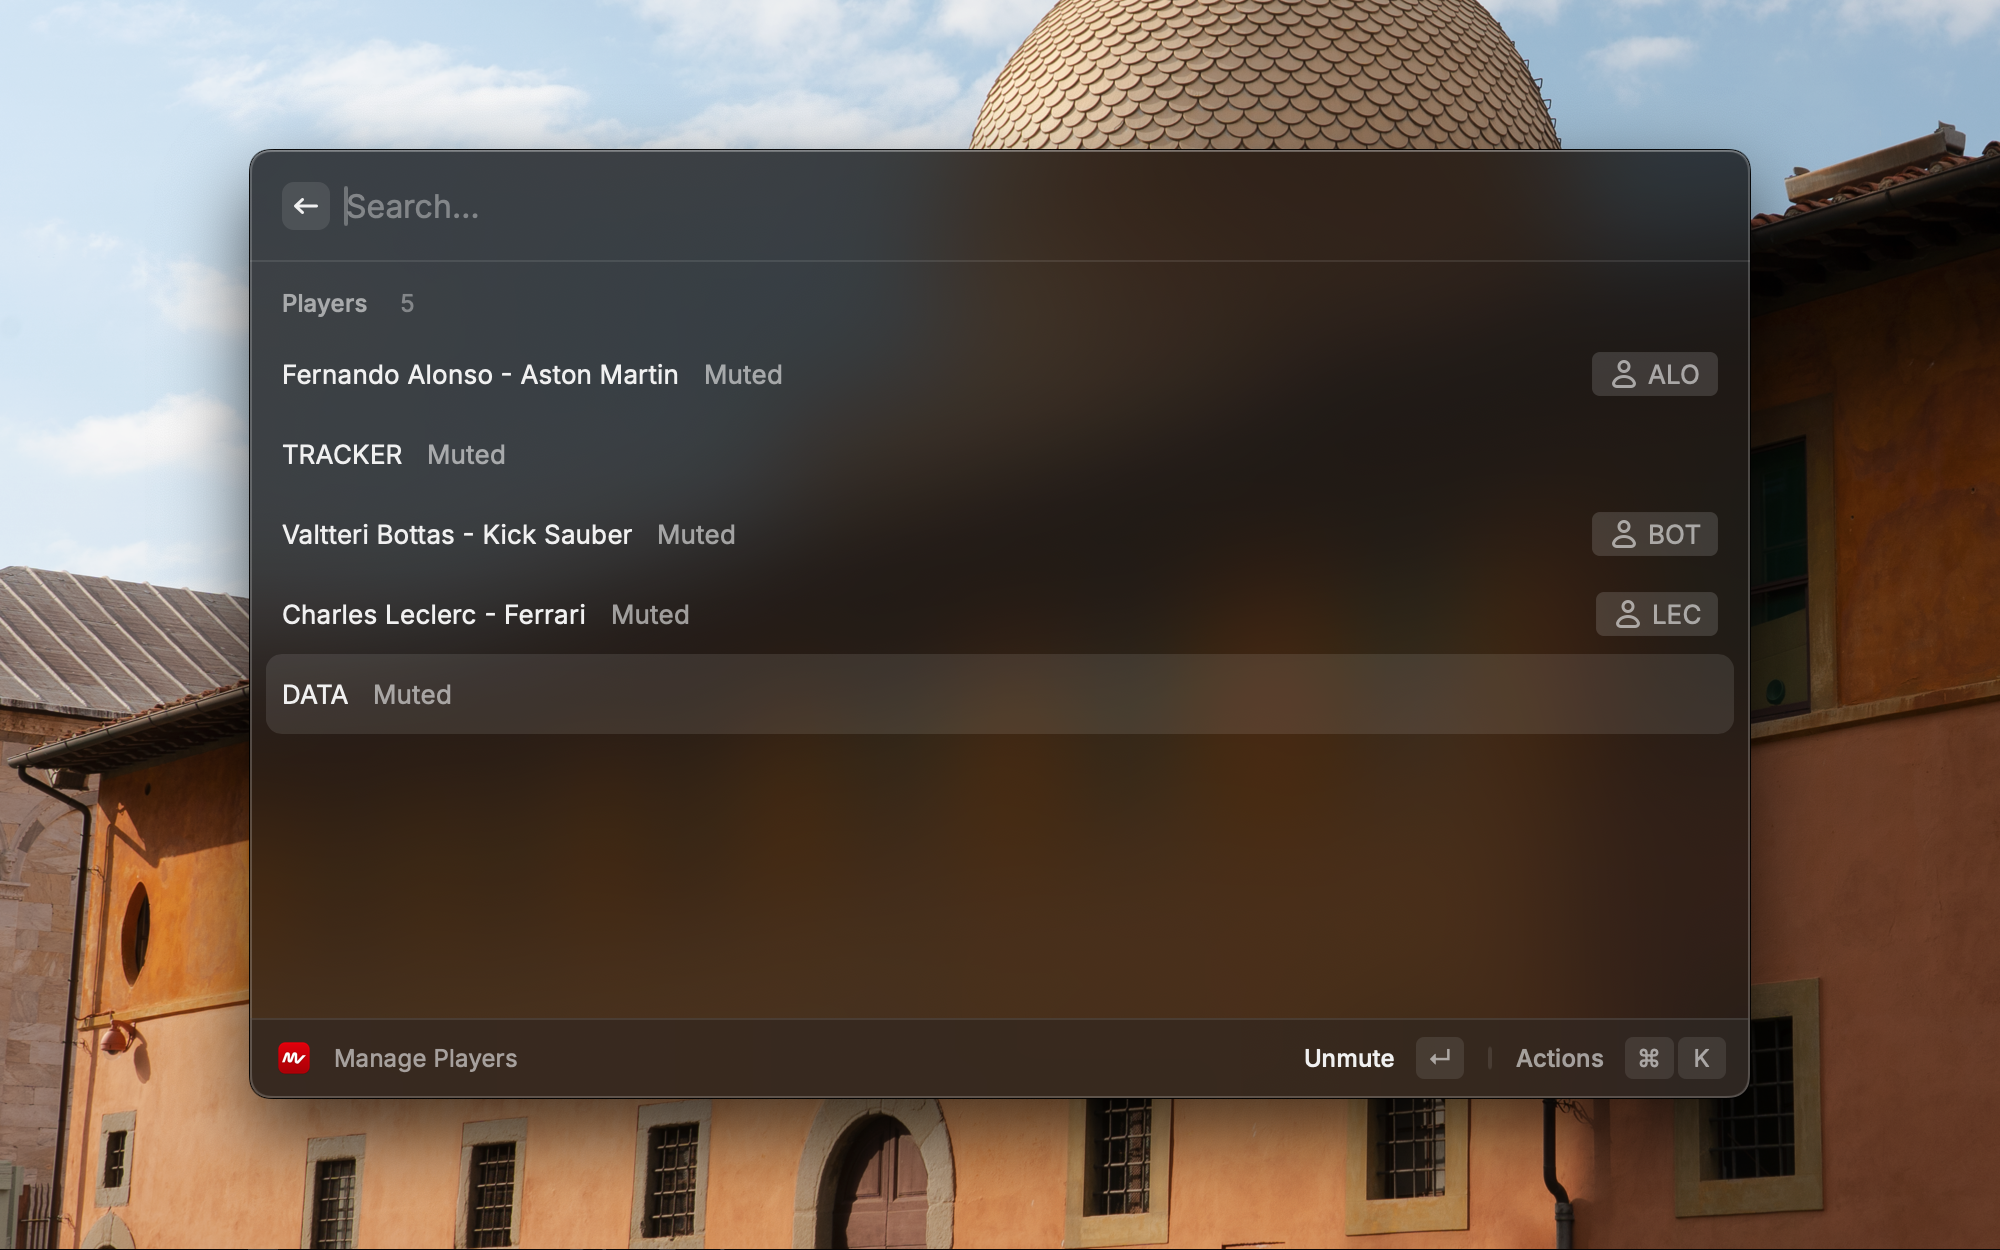 Search...
Players 5
Fernando Alonso - Aston Martin Muted ALO
TRACKER Muted
Valtteri Bottas - Kick Sauber Muted BOT
Charles Leclerc - Ferrari Muted LEC
DATA Muted
Manage Players Unmute ↵ | Actions ⌘ K